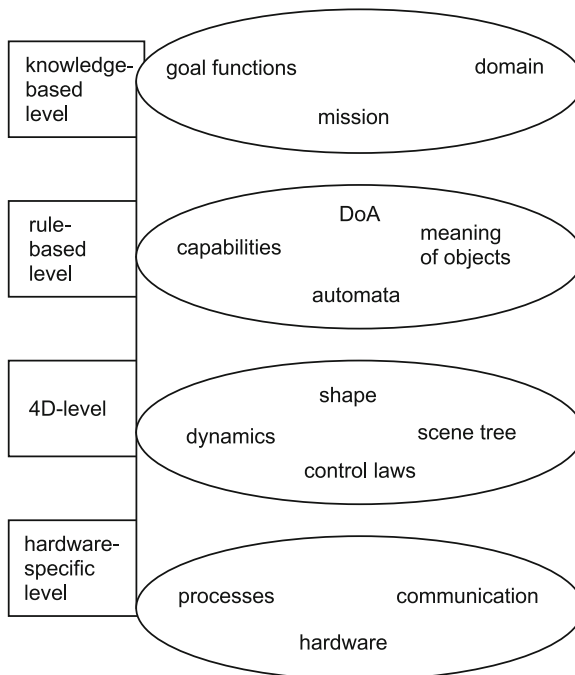 knowledge-
based
level
goal functions
domain
mission
rule-
based
level
DoA
capabilities
meaning
of objects
automata
4D-level
shape
dynamics
scene tree
control laws
hardware-
specific
level
processes
communication
hardware